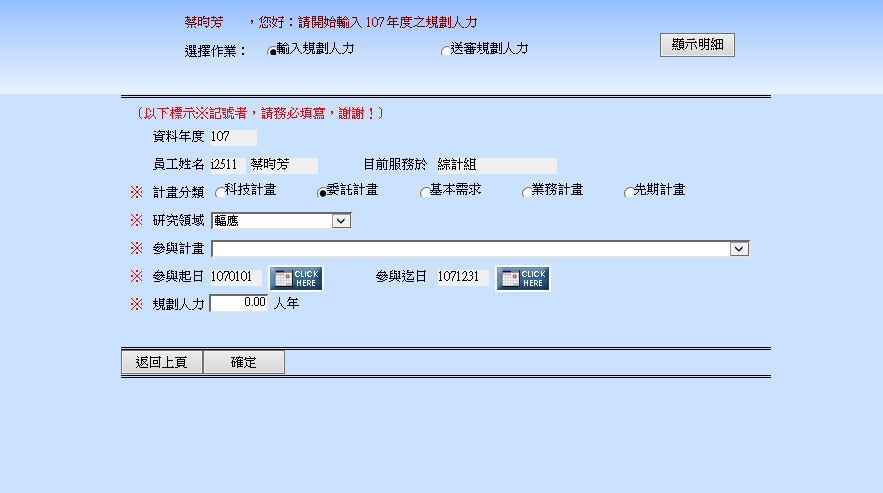 蔡昀芳　，您好：請開始輸入 107 年度之規劃人力
選擇作業： 輸入規劃人力 送審規劃人力 顯示明細
（以下標示※記號者，請務必填寫，謝謝！）
資料年度 107
員工姓名 i2511 蔡昀芳 目前服務於 綜計組
※ 計畫分類 科技計畫 委託計畫 基本需求 業務計畫 先期計畫
※ 研究領域 輻應
※ 參與計畫
※ 參與起日 1070101 CLICK HERE 參與迄日 1071231 CLICK HERE
※ 規劃人力 0.00 人年
返回上頁 確定